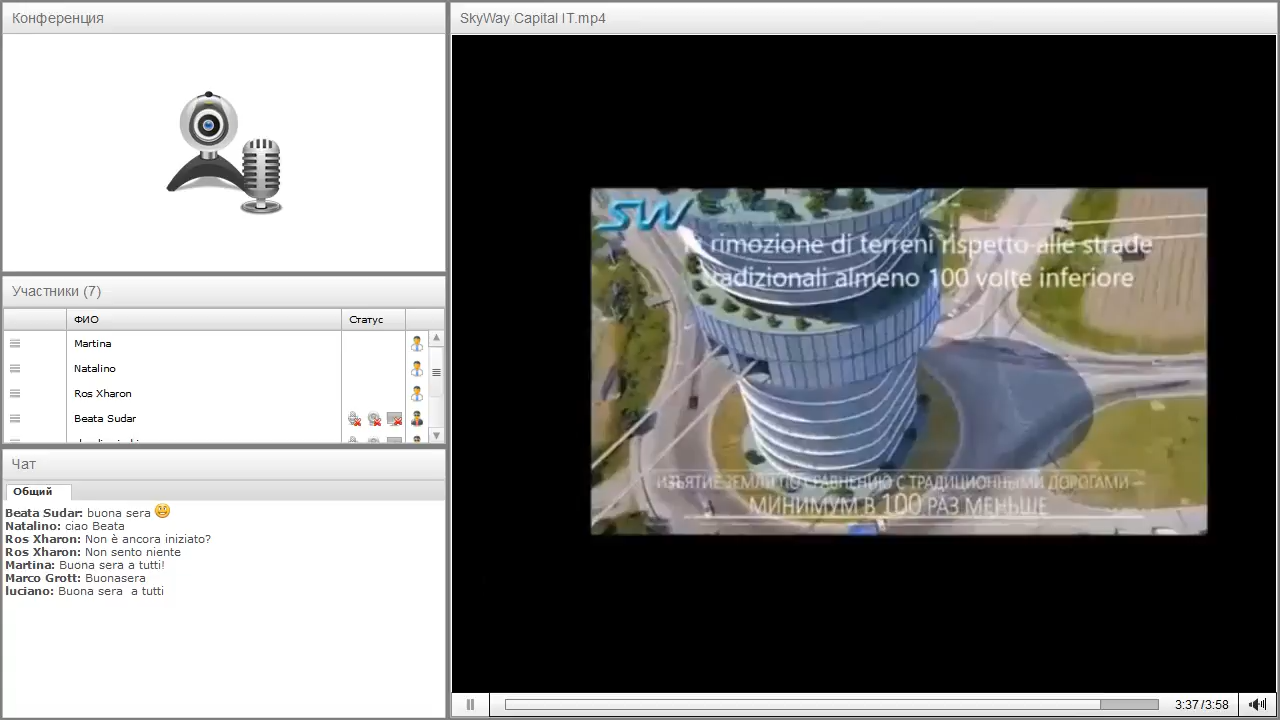 Конференция
SkyWay Capital IT.mp4
SW
rimozione di terreni rispetto alle strade
tradizionali almeno 100 volte inferiore
ИЗЪЯТИЕ ЗЕМЛИ ПО СРАВНЕНИЮ С ТРАДИЦИОННЫМИ ДОРОГАМИ –
МИНИМУМ В 100 РАЗ МЕНЬШЕ
3:37/3:58
Участники (7)
ФИО Статус
Martina
Natalino
Ros Xharon
Beata Sudar
Чат
Общий
Beata Sudar: buona sera
Natalino: ciao Beata
Ros Xharon: Non è ancora iniziato?
Ros Xharon: Non sento niente
Martina: Buona sera a tutti!
Marco Grott: Buonasera
luciano: Buona sera a tutti